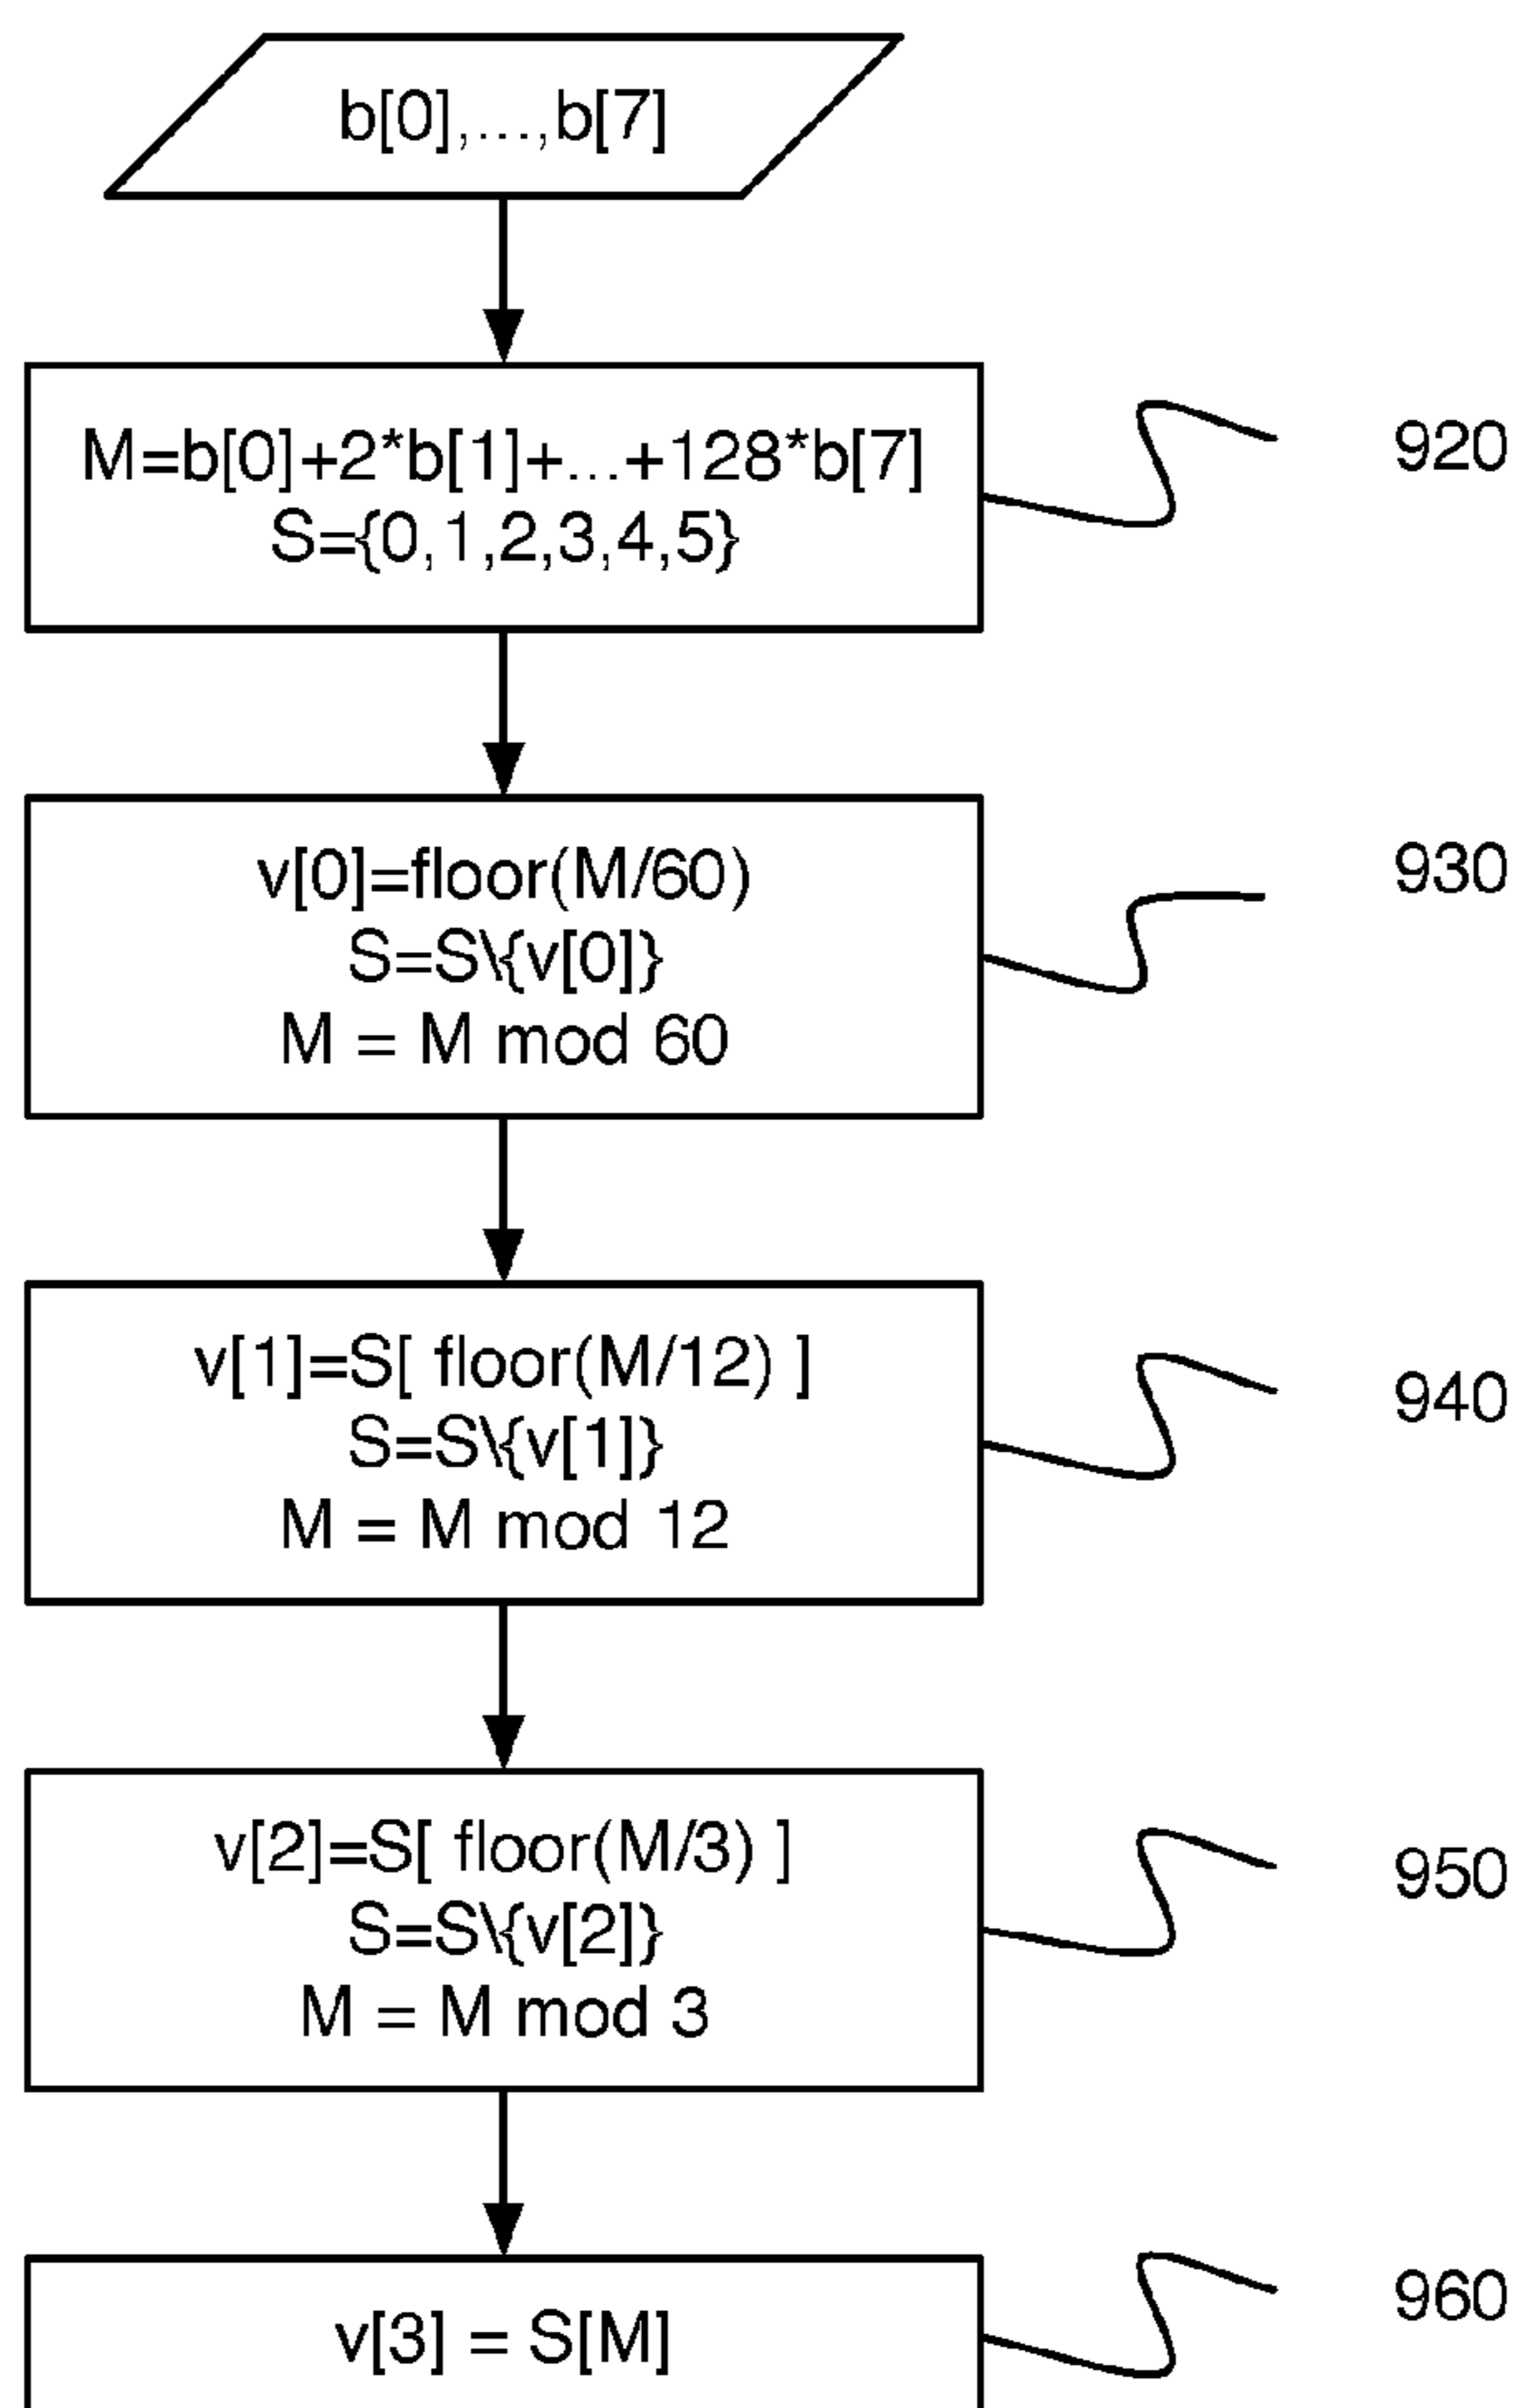 b[0],...,b[7]
M=b[0]+2*b[1]+...+128*b[7]
S={0,1,2,3,4,5}
920
v[0]=floor(M/60)
S=S\{v[0]}
M = M mod 60
930
v[1]=S[ floor(M/12) ]
S=S\{v[1]}
M = M mod 12
940
v[2]=S[ floor(M/3) ]
S=S\{v[2]}
M = M mod 3
950
v[3] = S[M]
960